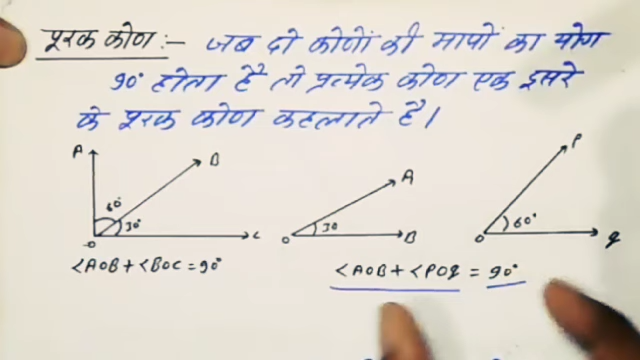 पूरक कोण :- जब दो कोणों की मापों का योग
90° होता है तो प्रत्येक कोण एक दूसरे
के पूरक कोण कहलाते है।
A
B
60°
30°
O
C
∠AOB + ∠BOC = 90°
A
30
O
B
P
60°
O
q
∠AOB + ∠POq = 90°